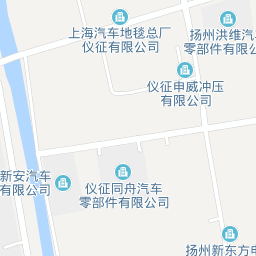 上海汽车地毯总厂
仪征有限公司
扬州洪维汽
零部件有限公
仪征申威冲压
有限公司
新安汽车
有限公司
仪征同舟汽车
零部件有限公司
扬州新东方电